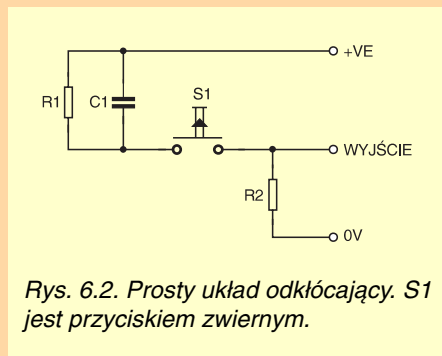 +VE
S1
R1
C1
WYJŚCIE
R2
0V
Rys. 6.2. Prosty układ odkłócający. S1
jest przyciskiem zwiernym.